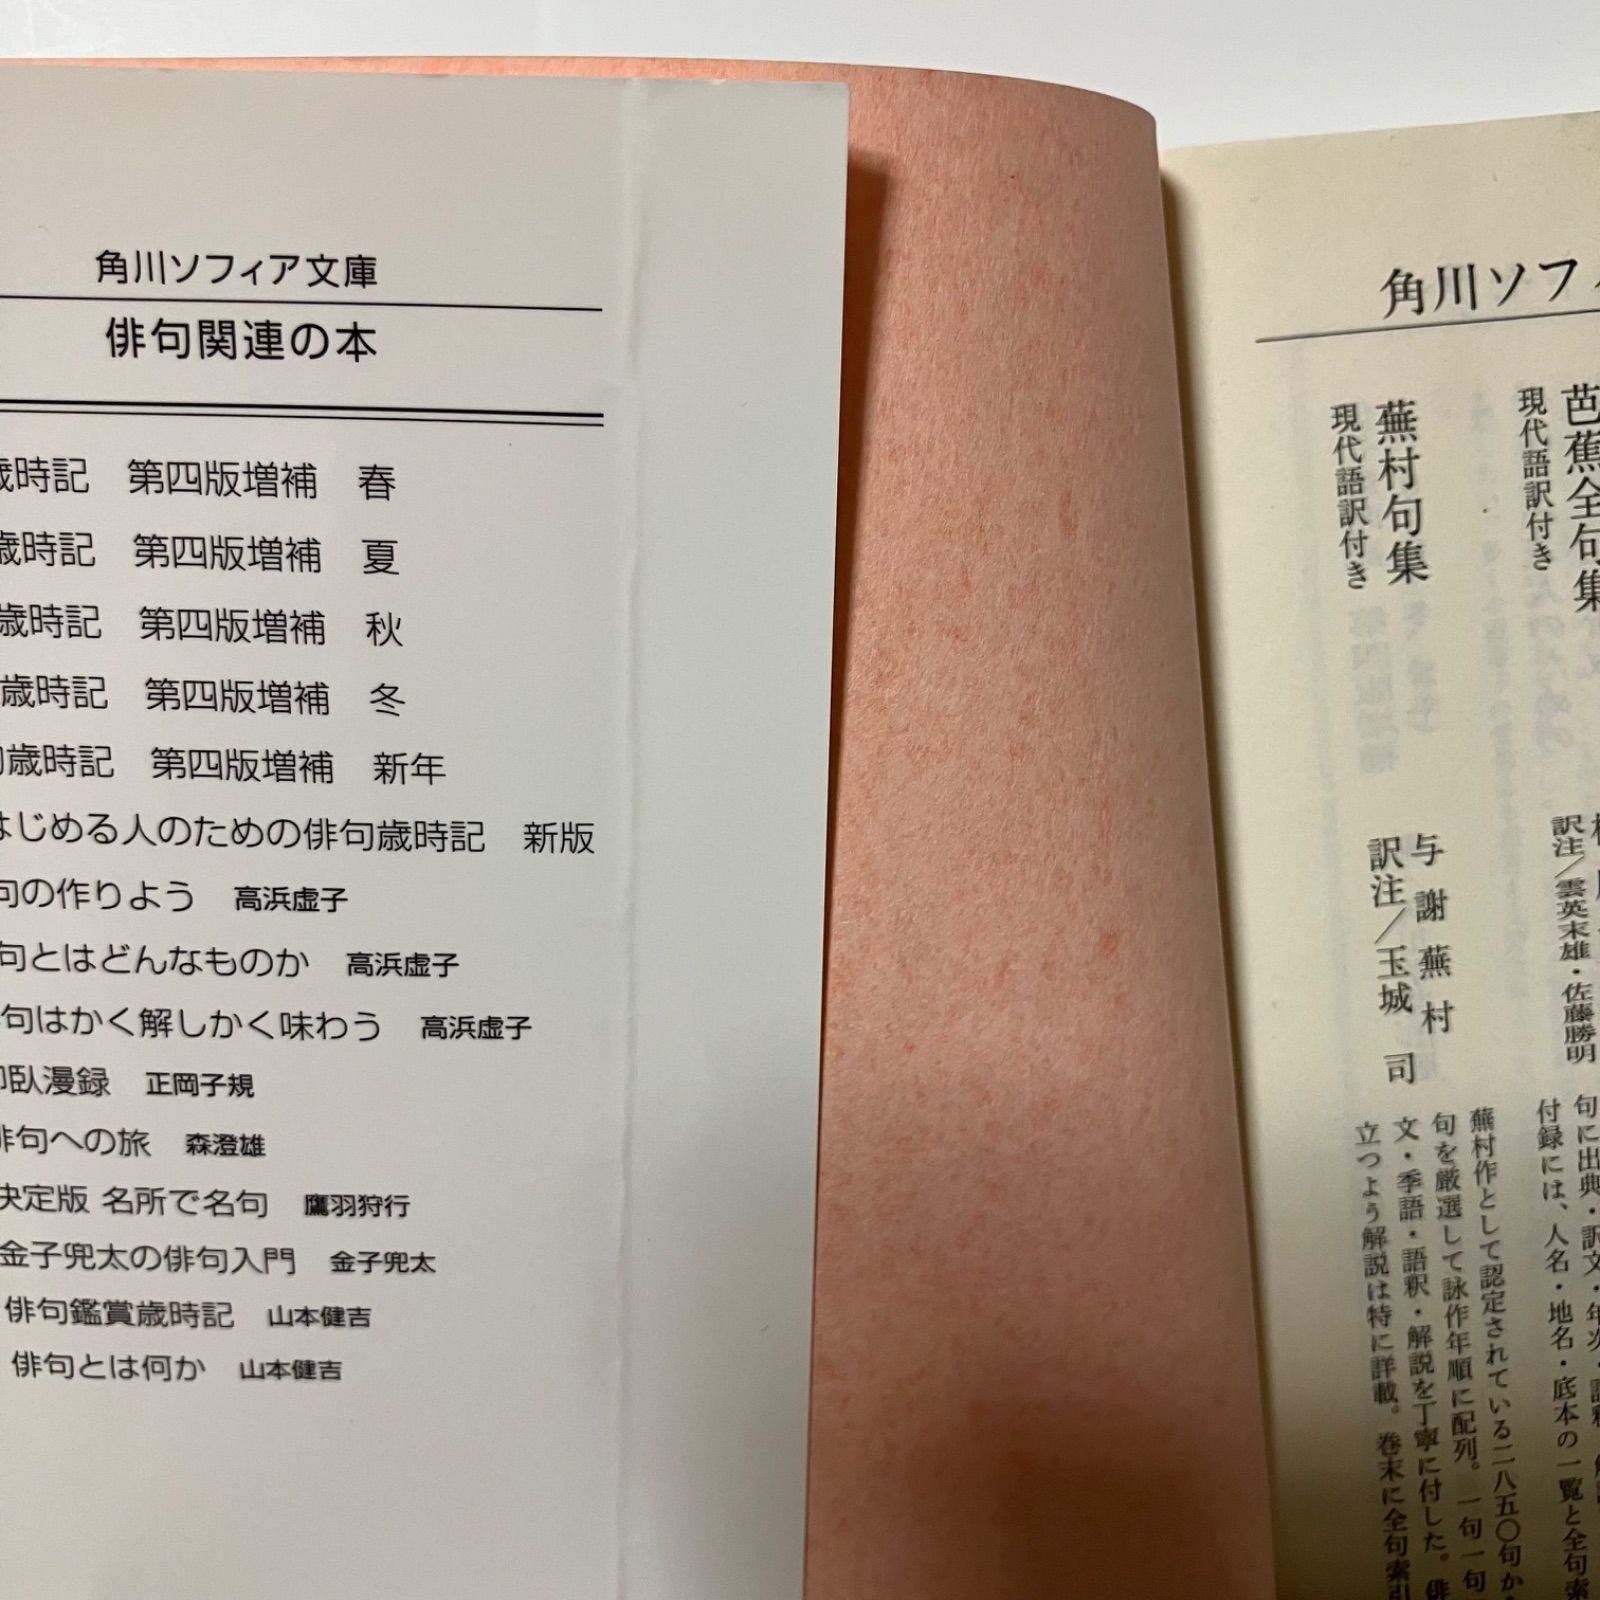 角川ソフィア文庫
俳句関連の本
歳時記　第四版増補　春
歳時記　第四版増補　夏
歳時記　第四版増補　秋
歳時記　第四版増補　冬
歳時記　第四版増補　新年
はじめる人のための俳句歳時記　新版
句の作りよう　高浜虚子
句とはどんなものか　高浜虚子
句はかく解しかく味わう　高浜虚子
臥漫録　正岡子規
俳句への旅　森澄雄
決定版 名所で名句　鷹羽狩行
金子兜太の俳句入門　金子兜太
俳句鑑賞歳時記　山本健吉
俳句とは何か　山本健吉
角川ソフ
芭蕉全句集
現代語訳付き
訳注／雲英末雄・佐藤勝明
句に出典・訳文・年次・語釈
付録には、人名・地名・底本の一覧と全句索
蕪村句集
現代語訳付き
与謝蕪村
訳注／玉城　司
蕪村作として認定されている二八五〇句か
句を厳選して詠作年順に配列。一句一句
文・季語・語釈・解説を丁寧に付した。俳
立つよう解説は特に詳載。巻末に全句索引